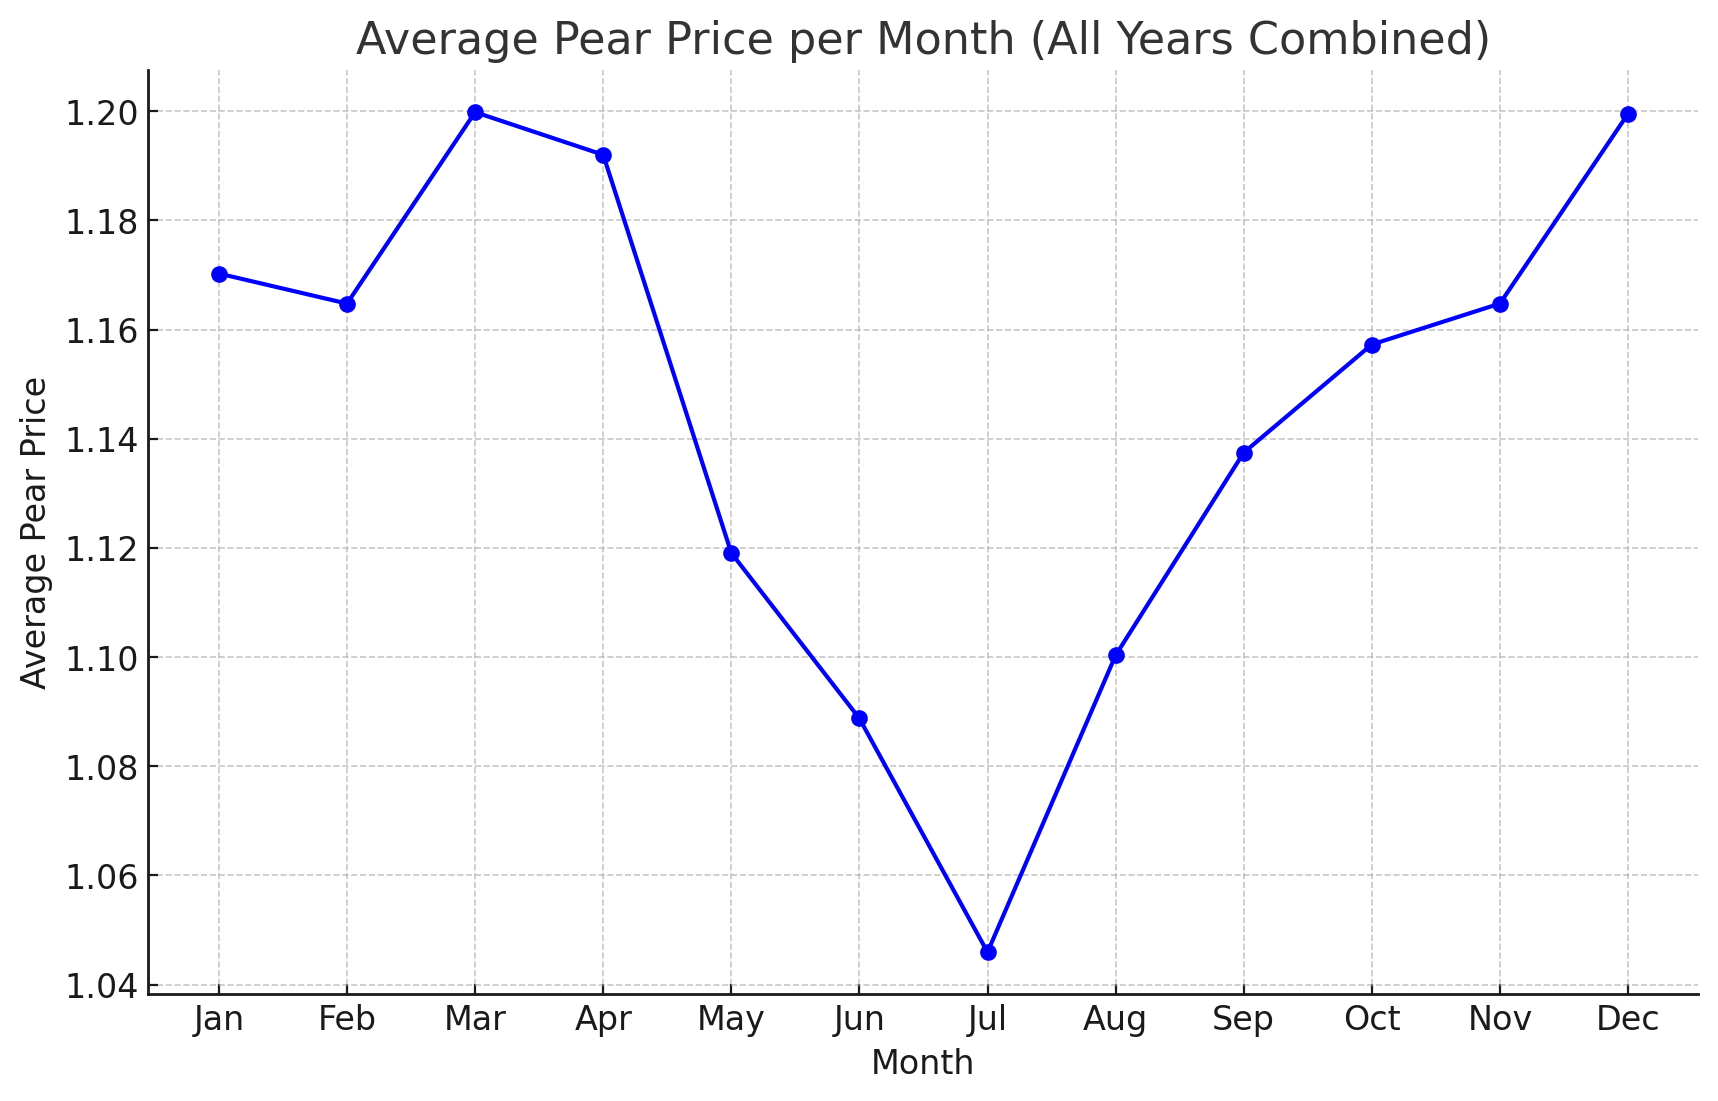 Average Pear Price per Month (All Years Combined)
1.20
1.18
1.16
1.14
1.12
1.10
1.08
1.06
1.04
Average Pear Price
Jan Feb Mar Apr May Jun Jul Aug Sep Oct Nov Dec
Month